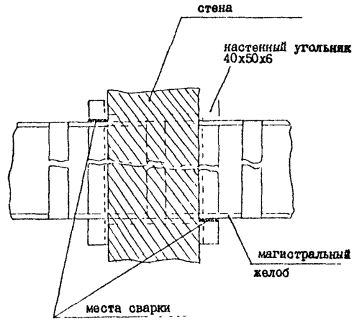 стена
настенный угольник
40х50х6
магистральный
желоб
места сварки